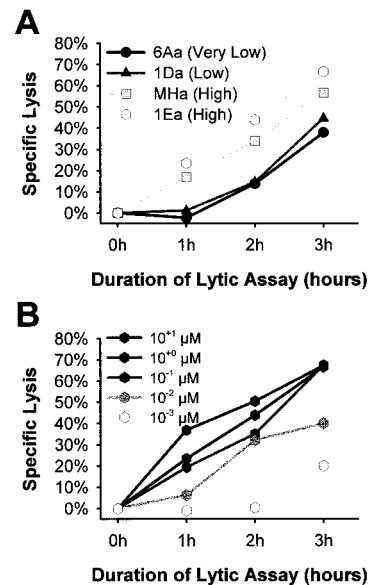 A
80%
70%
60%
50%
40%
30%
20%
10%
0%
Specific Lysis
6Aa (Very Low)
1Da (Low)
MHa (High)
1Ea (High)
0h 1h 2h 3h
Duration of Lytic Assay (hours)
B
80%
70%
60%
50%
40%
30%
20%
10%
0%
Specific Lysis
10+1 µM
10+0 µM
10-1 µM
10-2 µM
10-3 µM
0h 1h 2h 3h
Duration of Lytic Assay (hours)